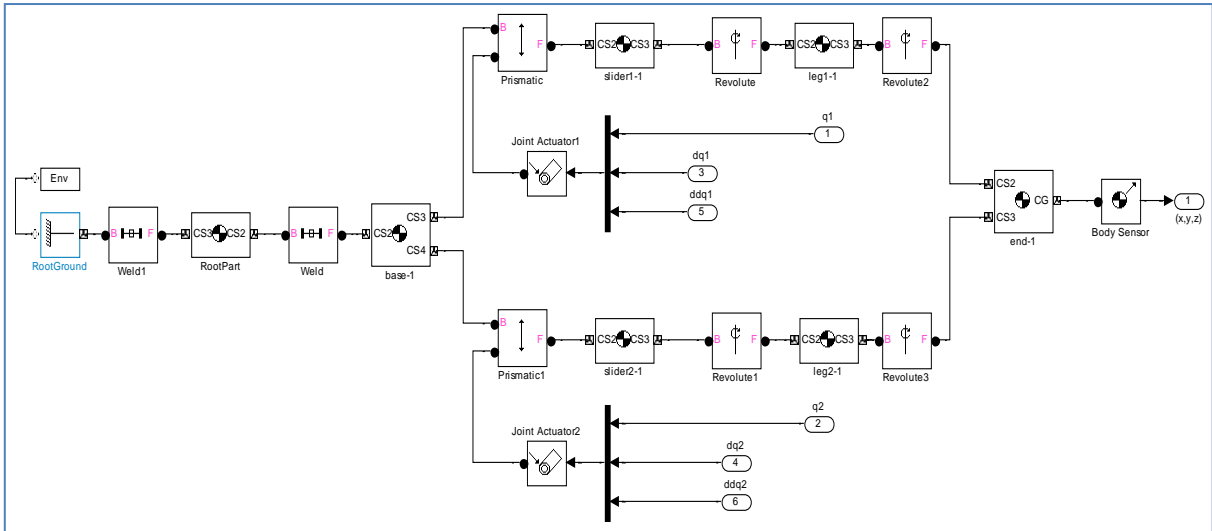 B
F
Prismatic
CS2 CS3
slider1-1
B
F
Revolute
CS2 CS3
leg1-1
B
F
Revolute2
q1
1
Joint Actuator1
dq1
3
ddq1
5
Env
RootGround
B
F
Weld1
CS3 CS2
RootPart
B
F
Weld
CS3
CS2
CS4
base-1
CS2
CG
CS3
end-1
Body Sensor
1
(x,y,z)
B
F
Prismatic1
CS2 CS3
slider2-1
B
F
Revolute1
CS2 CS3
leg2-1
B
F
Revolute3
q2
2
Joint Actuator2
dq2
4
ddq2
6